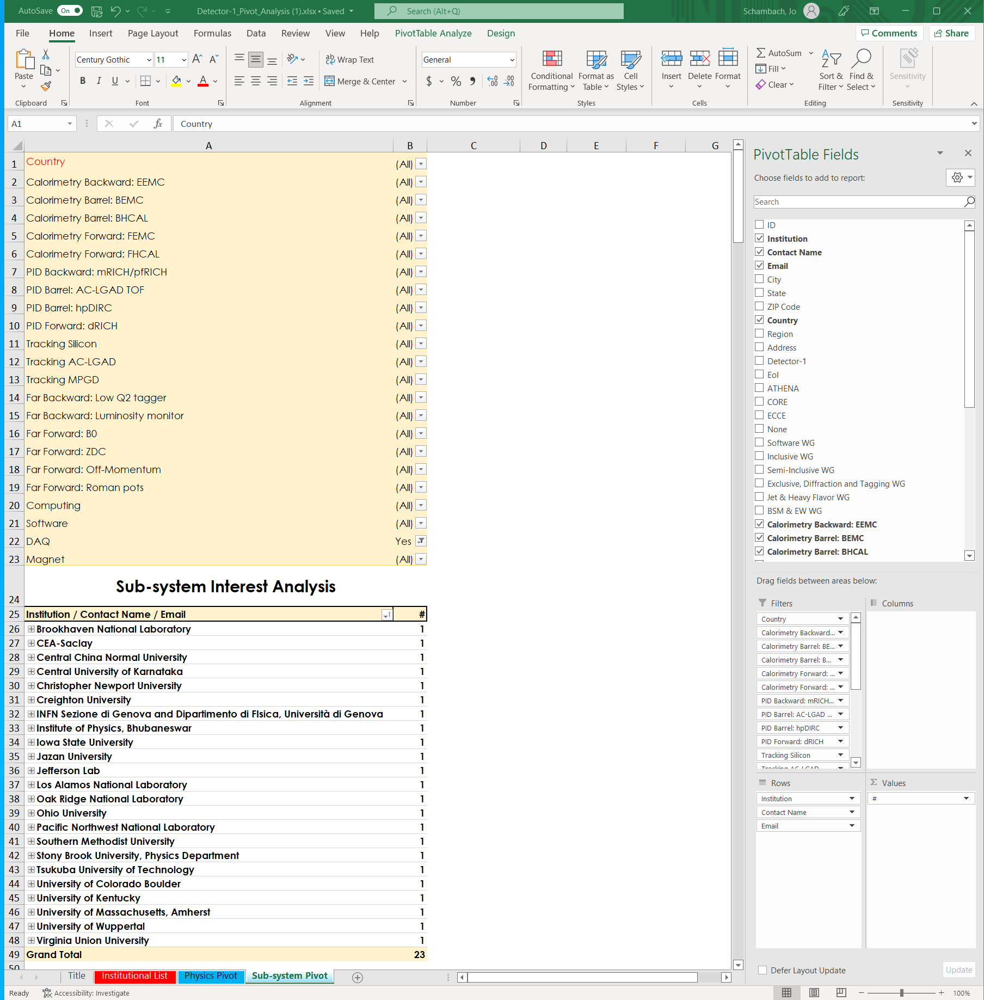 AutoSave On Detector-1_Pivot_Analysis (1).xlsx • Saved Search (Alt+Q) Schambach, Jo
File Home Insert Page Layout Formulas Data Review View Help PivotTable Analyze Design Comments Share
Century Gothic 11 Wrap Text General
Paste B I U Merge & Center $ % 
Conditional Formatting Format as Table Cell Styles Insert Delete Format AutoSum Fill Clear Sort & Filter Find & Select Sensitivity
Clipboard Font Alignment Number Styles Cells Editing Sensitivity
A1 fx Country
A B C D E F G
1 Country (All)
2 Calorimetry Backward: EEMC (All)
3 Calorimetry Barrel: BEMC (All)
4 Calorimetry Barrel: BHCAL (All)
5 Calorimetry Forward: FEMC (All)
6 Calorimetry Forward: FHCAL (All)
7 PID Backward: mRICH/pfRICH (All)
8 PID Barrel: AC-LGAD TOF (All)
9 PID Barrel: hpDIRC (All)
10 PID Forward: dRICH (All)
11 Tracking Silicon (All)
12 Tracking AC-LGAD (All)
13 Tracking MPGD (All)
14 Far Backward: Low Q2 tagger (All)
15 Far Backward: Luminosity monitor (All)
16 Far Forward: B0 (All)
17 Far Forward: ZDC (All)
18 Far Forward: Off-Momentum (All)
19 Far Forward: Roman pots (All)
20 Computing (All)
21 Software (All)
22 DAQ Yes
23 Magnet (All)
24 Sub-system Interest Analysis
25 Institution / Contact Name / Email #
26 Brookhaven National Laboratory 1
27 CEA-Saclay 1
28 Central China Normal University 1
29 Central University of Karnataka 1
30 Christopher Newport University 1
31 Creighton University 1
32 INFN Sezione di Genova and Dipartimento di FIsica, Università di Genova 1
33 Institute of Physics, Bhubaneswar 1
34 Iowa State University 1
35 Jazan University 1
36 Jefferson Lab 1
37 Los Alamos National Laboratory 1
38 Oak Ridge National Laboratory 1
39 Ohio University 1
40 Pacific Northwest National Laboratory 1
41 Southern Methodist University 1
42 Stony Brook University, Physics Department 1
43 Tsukuba University of Technology 1
44 University of Colorado Boulder 1
45 University of Kentucky 1
46 University of Massachusetts, Amherst 1
47 University of Wuppertal 1
48 Virginia Union University 1
49 Grand Total 23
50
PivotTable Fields
Choose fields to add to report:
Search
ID
Institution
Contact Name
Email
City
State
ZIP Code
Country
Region
Address
Detector-1
EoI
ATHENA
CORE
ECCE
None
Software WG
Inclusive WG
Semi-Inclusive WG
Exclusive, Diffraction and Tagging WG
Jet & Heavy Flavor WG
BSM & EW WG
Calorimetry Backward: EEMC
Calorimetry Barrel: BEMC
Calorimetry Barrel: BHCAL
Drag fields between areas below:
Filters
Country
Calorimetry Backward...
Calorimetry Barrel: BE...
Calorimetry Barrel: B...
Calorimetry Forward: ...
Calorimetry Forward: ...
PID Backward: mRICH...
PID Barrel: AC-LGAD ...
PID Barrel: hpDIRC
PID Forward: dRICH
Tracking Silicon
Tracking AC-LGAD
Columns
Rows
Institution
Contact Name
Email
Values
#
Defer Layout Update Update
Title Institutional List Physics Pivot Sub-system Pivot
Ready Accessibility: Investigate 100%